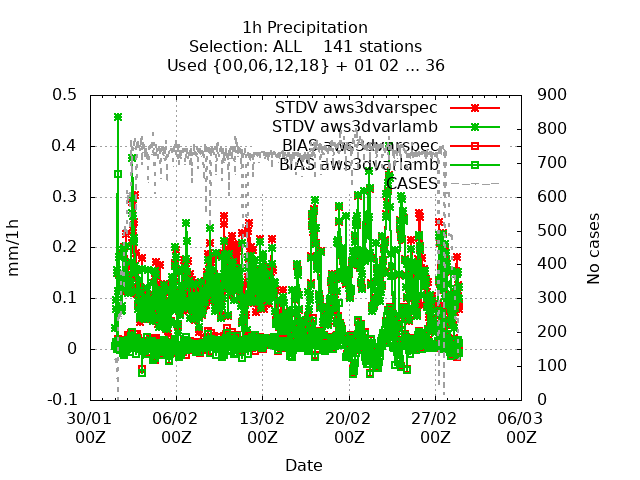 1h Precipitation
Selection: ALL    141 stations
Used {00,06,12,18} + 01 02 ... 36
0.5
0.4
0.3
0.2
0.1
0
-0.1
mm/1h
900
800
700
600
500
400
300
200
100
0
No cases
STDV aws3dvarspec
STDV aws3dvarlamb
BIAS aws3dvarspec
BIAS aws3dvarlamb
CASES
30/01 06/02 13/02 20/02 27/02 06/03
00Z 00Z 00Z 00Z 00Z 00Z
Date